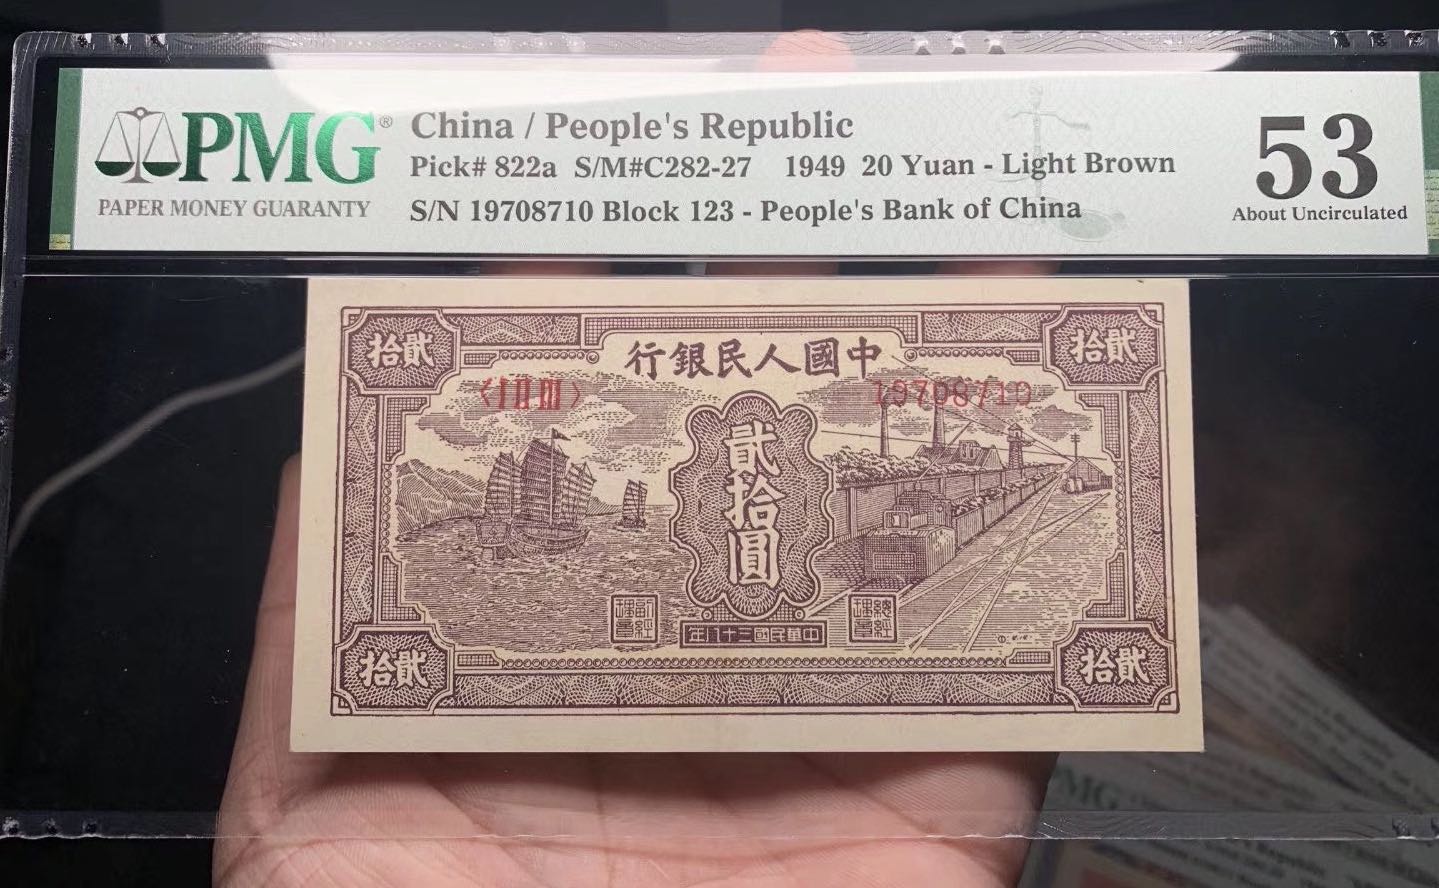 PMG®
PAPER MONEY GUARANTY
China / People's Republic
Pick# 822a S/M#C282-27 1949 20 Yuan - Light Brown
S/N 19708710 Block 123 - People's Bank of China
53
About Uncirculated
拾貳
行銀民人國中
拾貳
〈I II III〉
19708710
貳拾圓
年八十三國民華中
拾貳
拾貳